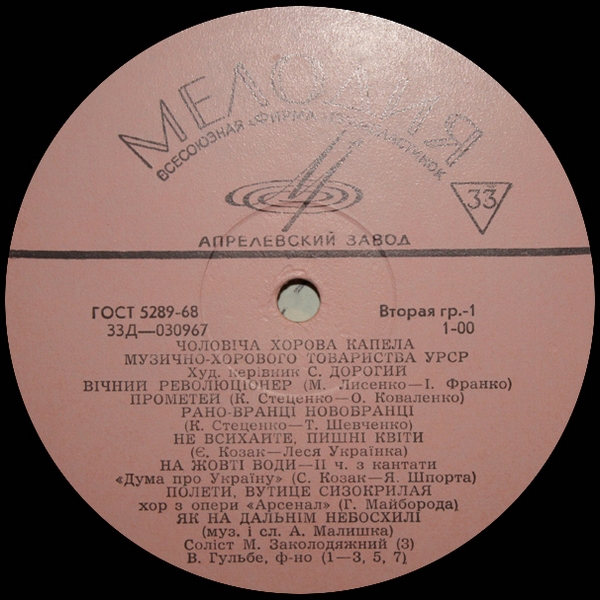 МЕЛОДИЯ
ВСЕСОЮЗНАЯ «ФИРМА ГРАМПЛАСТИНОК
33
АПРЕЛЕВСКИЙ ЗАВОД
ГОСТ 5289-68 Вторая гр.-1
33Д—030967 1-00
ЧОЛОВІЧА ХОРОВА КАПЕЛА
МУЗИЧНО-ХОРОВОГО ТОВАРИСТВА УРСР
Худ. керівник С. ДОРОГИЙ
ВІЧНИЙ РЕВОЛЮЦІОНЕР (М. Лисенко—І. Франко)
ПРОМЕТЕЙ (К. Стеценко—О. Коваленко)
РАНО-ВРАНЦІ НОВОБРАНЦІ
(К. Стеценко—Т. Шевченко)
НЕ ВСИХАЙТЕ, ПИШНІ КВІТИ
(Є. Козак—Леся Українка)
НА ЖОВТІ ВОДИ—II ч. з кантати
«Дума про Україну» (С. Козак—Я. Шпорта)
ПОЛЕТИ, ВУТИЦЕ СИЗОКРИЛАЯ
хор з опери «Арсенал» (Г. Майборода)
ЯК НА ДАЛЬНІМ НЕБОСХИЛІ
(муз. і сл. А. Малишка)
Соліст М. Заколодяжний (3)
В. Гульбе, ф-но (1—3, 5, 7)